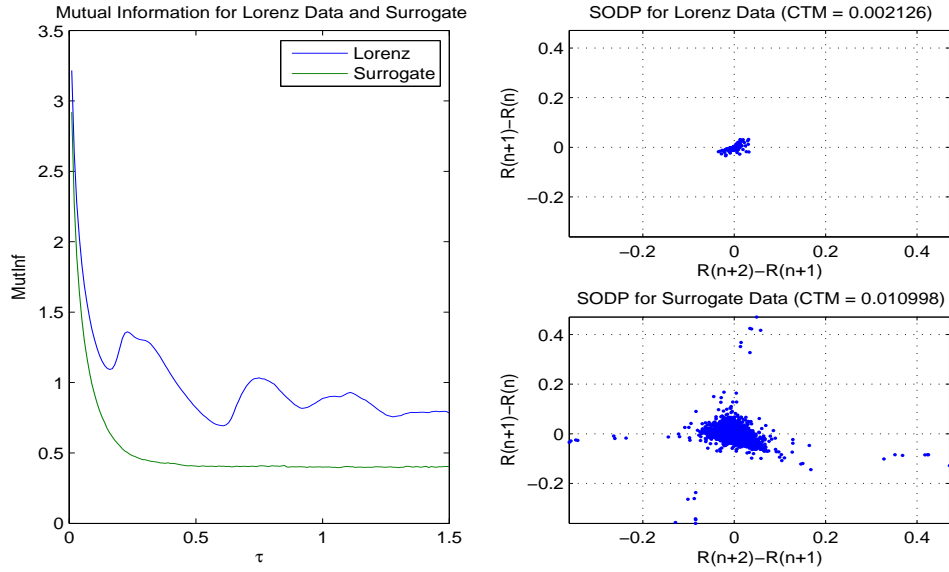 Mutual Information for Lorenz Data and Surrogate
3.5
3
2.5
2
1.5
1
0.5
0
MutInf
Lorenz
Surrogate
0
0.5
1
1.5
τ
SODP for Lorenz Data (CTM = 0.002126)
0.4
0.2
0
−0.2
R(n+1)−R(n)
−0.2
0
0.2
0.4
R(n+2)−R(n+1)
SODP for Surrogate Data (CTM = 0.010998)
0.4
0.2
0
−0.2
R(n+1)−R(n)
−0.2
0
0.2
0.4
R(n+2)−R(n+1)